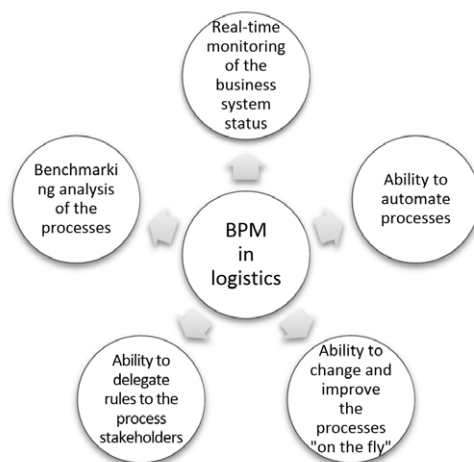 Real-time
monitoring
of the
business
system
status
Benchmarki
ng analysis
of the
processes
Ability to
automate
processes
BPM
in
logistics
Ability to
delegate
rules to the
process
stakeholders
Ability to
change and
improve
the
processes
"on the fly"